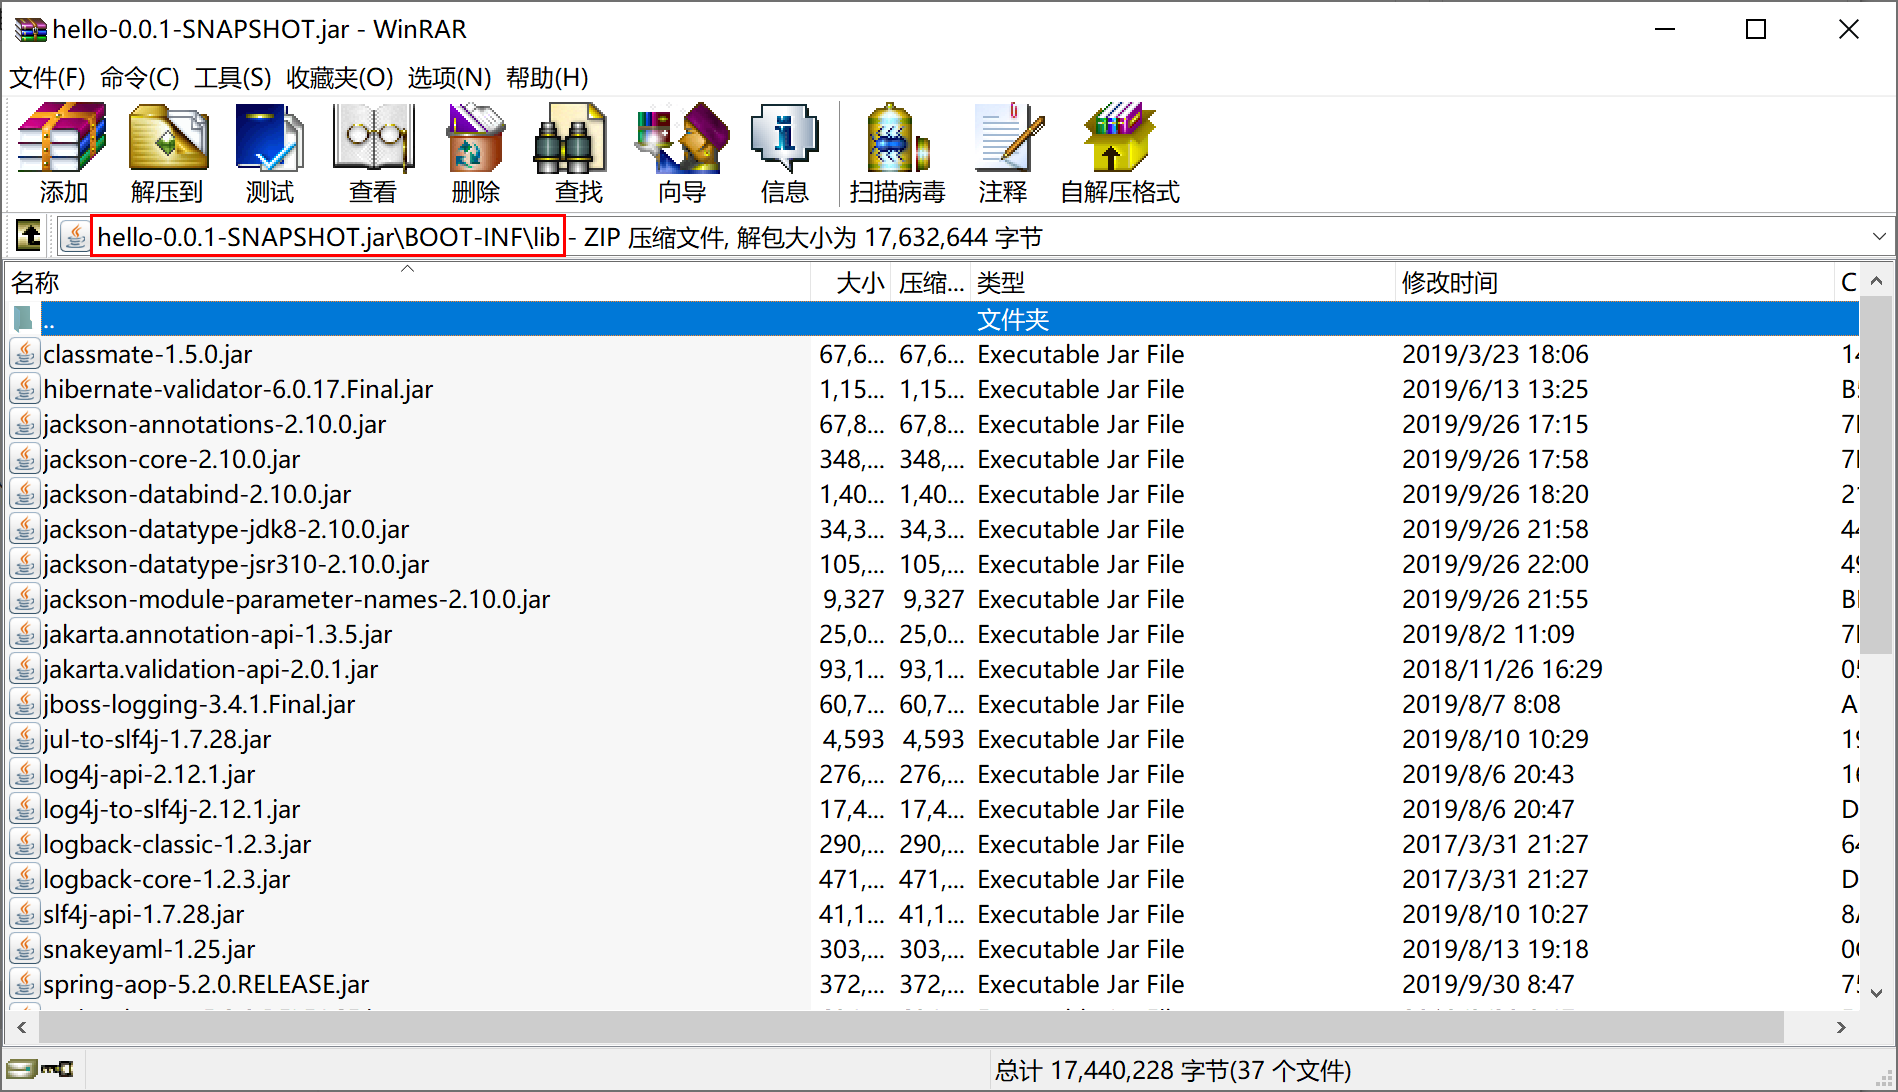 hello-0.0.1-SNAPSHOT.jar - WinRAR
文件(F) 命令(C) 工具(S) 收藏夹(O) 选项(N) 帮助(H)
添加 解压到 测试 查看 删除 查找 向导 信息 扫描病毒 注释 自解压格式
hello-0.0.1-SNAPSHOT.jar\BOOT-INF\lib - ZIP 压缩文件, 解包大小为 17,632,644 字节
名称 大小 压缩... 类型 修改时间 C
.. 文件夹
classmate-1.5.0.jar 67,6... 67,6... Executable Jar File 2019/3/23 18:06 14
hibernate-validator-6.0.17.Final.jar 1,15... 1,15... Executable Jar File 2019/6/13 13:25 B5
jackson-annotations-2.10.0.jar 67,8... 67,8... Executable Jar File 2019/9/26 17:15 7
jackson-core-2.10.0.jar 348,... 348,... Executable Jar File 2019/9/26 17:58 7
jackson-databind-2.10.0.jar 1,40... 1,40... Executable Jar File 2019/9/26 18:20 2
jackson-datatype-jdk8-2.10.0.jar 34,3... 34,3... Executable Jar File 2019/9/26 21:58 44
jackson-datatype-jsr310-2.10.0.jar 105,... 105,... Executable Jar File 2019/9/26 22:00 49
jackson-module-parameter-names-2.10.0.jar 9,327 9,327 Executable Jar File 2019/9/26 21:55 B
jakarta.annotation-api-1.3.5.jar 25,0... 25,0... Executable Jar File 2019/8/2 11:09 7
jakarta.validation-api-2.0.1.jar 93,1... 93,1... Executable Jar File 2018/11/26 16:29 05
jboss-logging-3.4.1.Final.jar 60,7... 60,7... Executable Jar File 2019/8/7 8:08 A
jul-to-slf4j-1.7.28.jar 4,593 4,593 Executable Jar File 2019/8/10 10:29 19
log4j-api-2.12.1.jar 276,... 276,... Executable Jar File 2019/8/6 20:43 16
log4j-to-slf4j-2.12.1.jar 17,4... 17,4... Executable Jar File 2019/8/6 20:47 D
logback-classic-1.2.3.jar 290,... 290,... Executable Jar File 2017/3/31 21:27 64
logback-core-1.2.3.jar 471,... 471,... Executable Jar File 2017/3/31 21:27 D
slf4j-api-1.7.28.jar 41,1... 41,1... Executable Jar File 2019/8/10 10:27 8
snakeyaml-1.25.jar 303,... 303,... Executable Jar File 2019/8/13 19:18 0
spring-aop-5.2.0.RELEASE.jar 372,... 372,... Executable Jar File 2019/9/30 8:47 75
总计 17,440,228 字节(37 个文件)